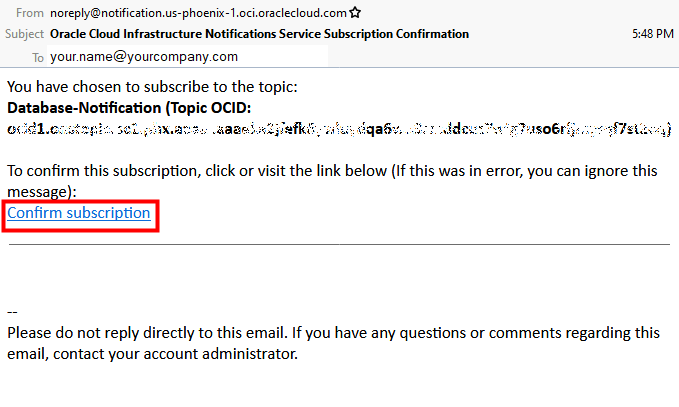 From noreply@notification.us-phoenix-1.oci.oraclecloud.com
Subject Oracle Cloud Infrastructure Notifications Service Subscription Confirmation 5:48 PM
To your.name@yourcompany.com
You have chosen to subscribe to the topic:
Database-Notification (Topic OCID:
To confirm this subscription, click or visit the link below (If this was in error, you can ignore this
message):
Confirm subscription
--
Please do not reply directly to this email. If you have any questions or comments regarding this
email, contact your account administrator.